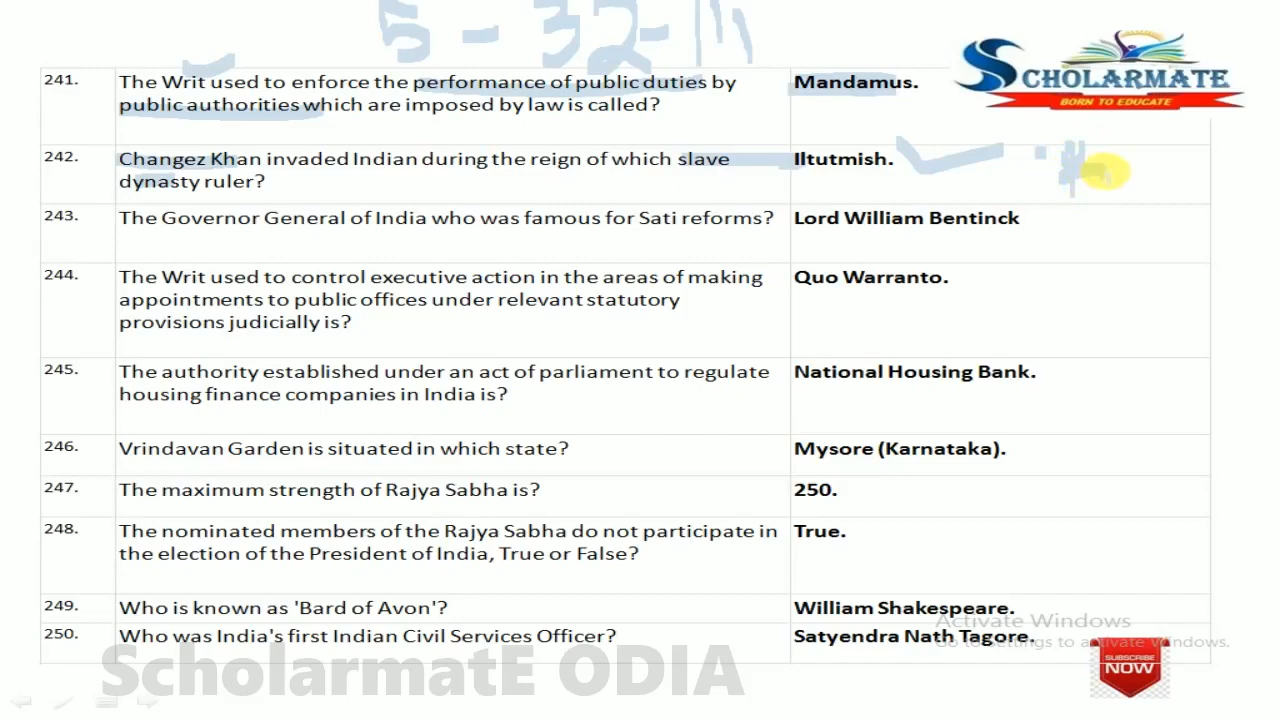 5 - 32 -
241. The Writ used to enforce the performance of public duties by Mandamus.
public authorities which are imposed by law is called?
SCHOLARMATE
BORN TO EDUCATE
242. Changez Khan invaded Indian during the reign of which slave Iltutmish.
dynasty ruler?
243. The Governor General of India who was famous for Sati reforms? Lord William Bentinck
244. The Writ used to control executive action in the areas of making Quo Warranto.
appointments to public offices under relevant statutory
provisions judicially is?
245. The authority established under an act of parliament to regulate National Housing Bank.
housing finance companies in India is?
246. Vrindavan Garden is situated in which state? Mysore (Karnataka).
247. The maximum strength of Rajya Sabha is? 250.
248. The nominated members of the Rajya Sabha do not participate in True.
the election of the President of India, True or False?
249. Who is known as 'Bard of Avon'? William Shakespeare.
Activate Windows
250. Who was India's first Indian Civil Services Officer? Satyendra Nath Tagore.
Go to Settings to activate Windows.
SUBSCRIBE
NOW
ScholarmatE ODIA